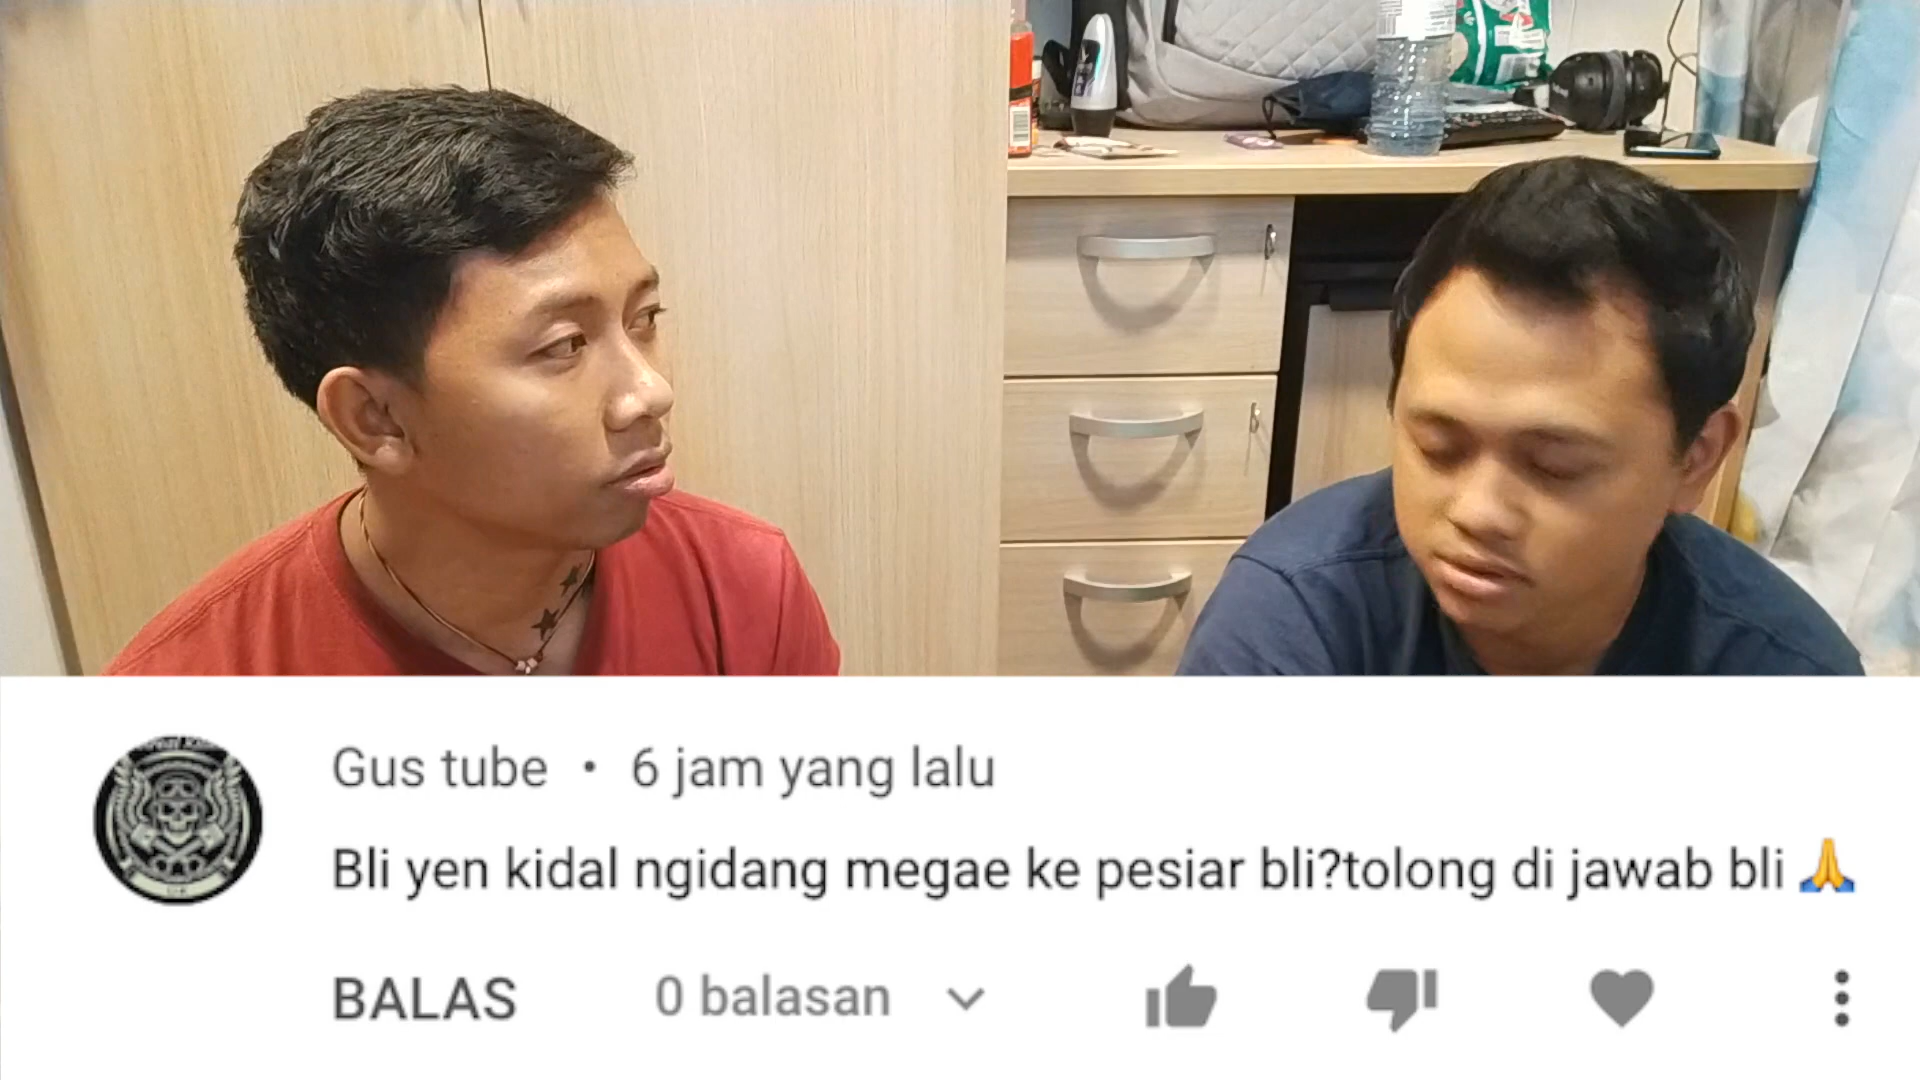 Gus tube • 6 jam yang lalu
Bli yen kidal ngidang megae ke pesiar bli?tolong di jawab bli 🙏
BALAS 0 balasan